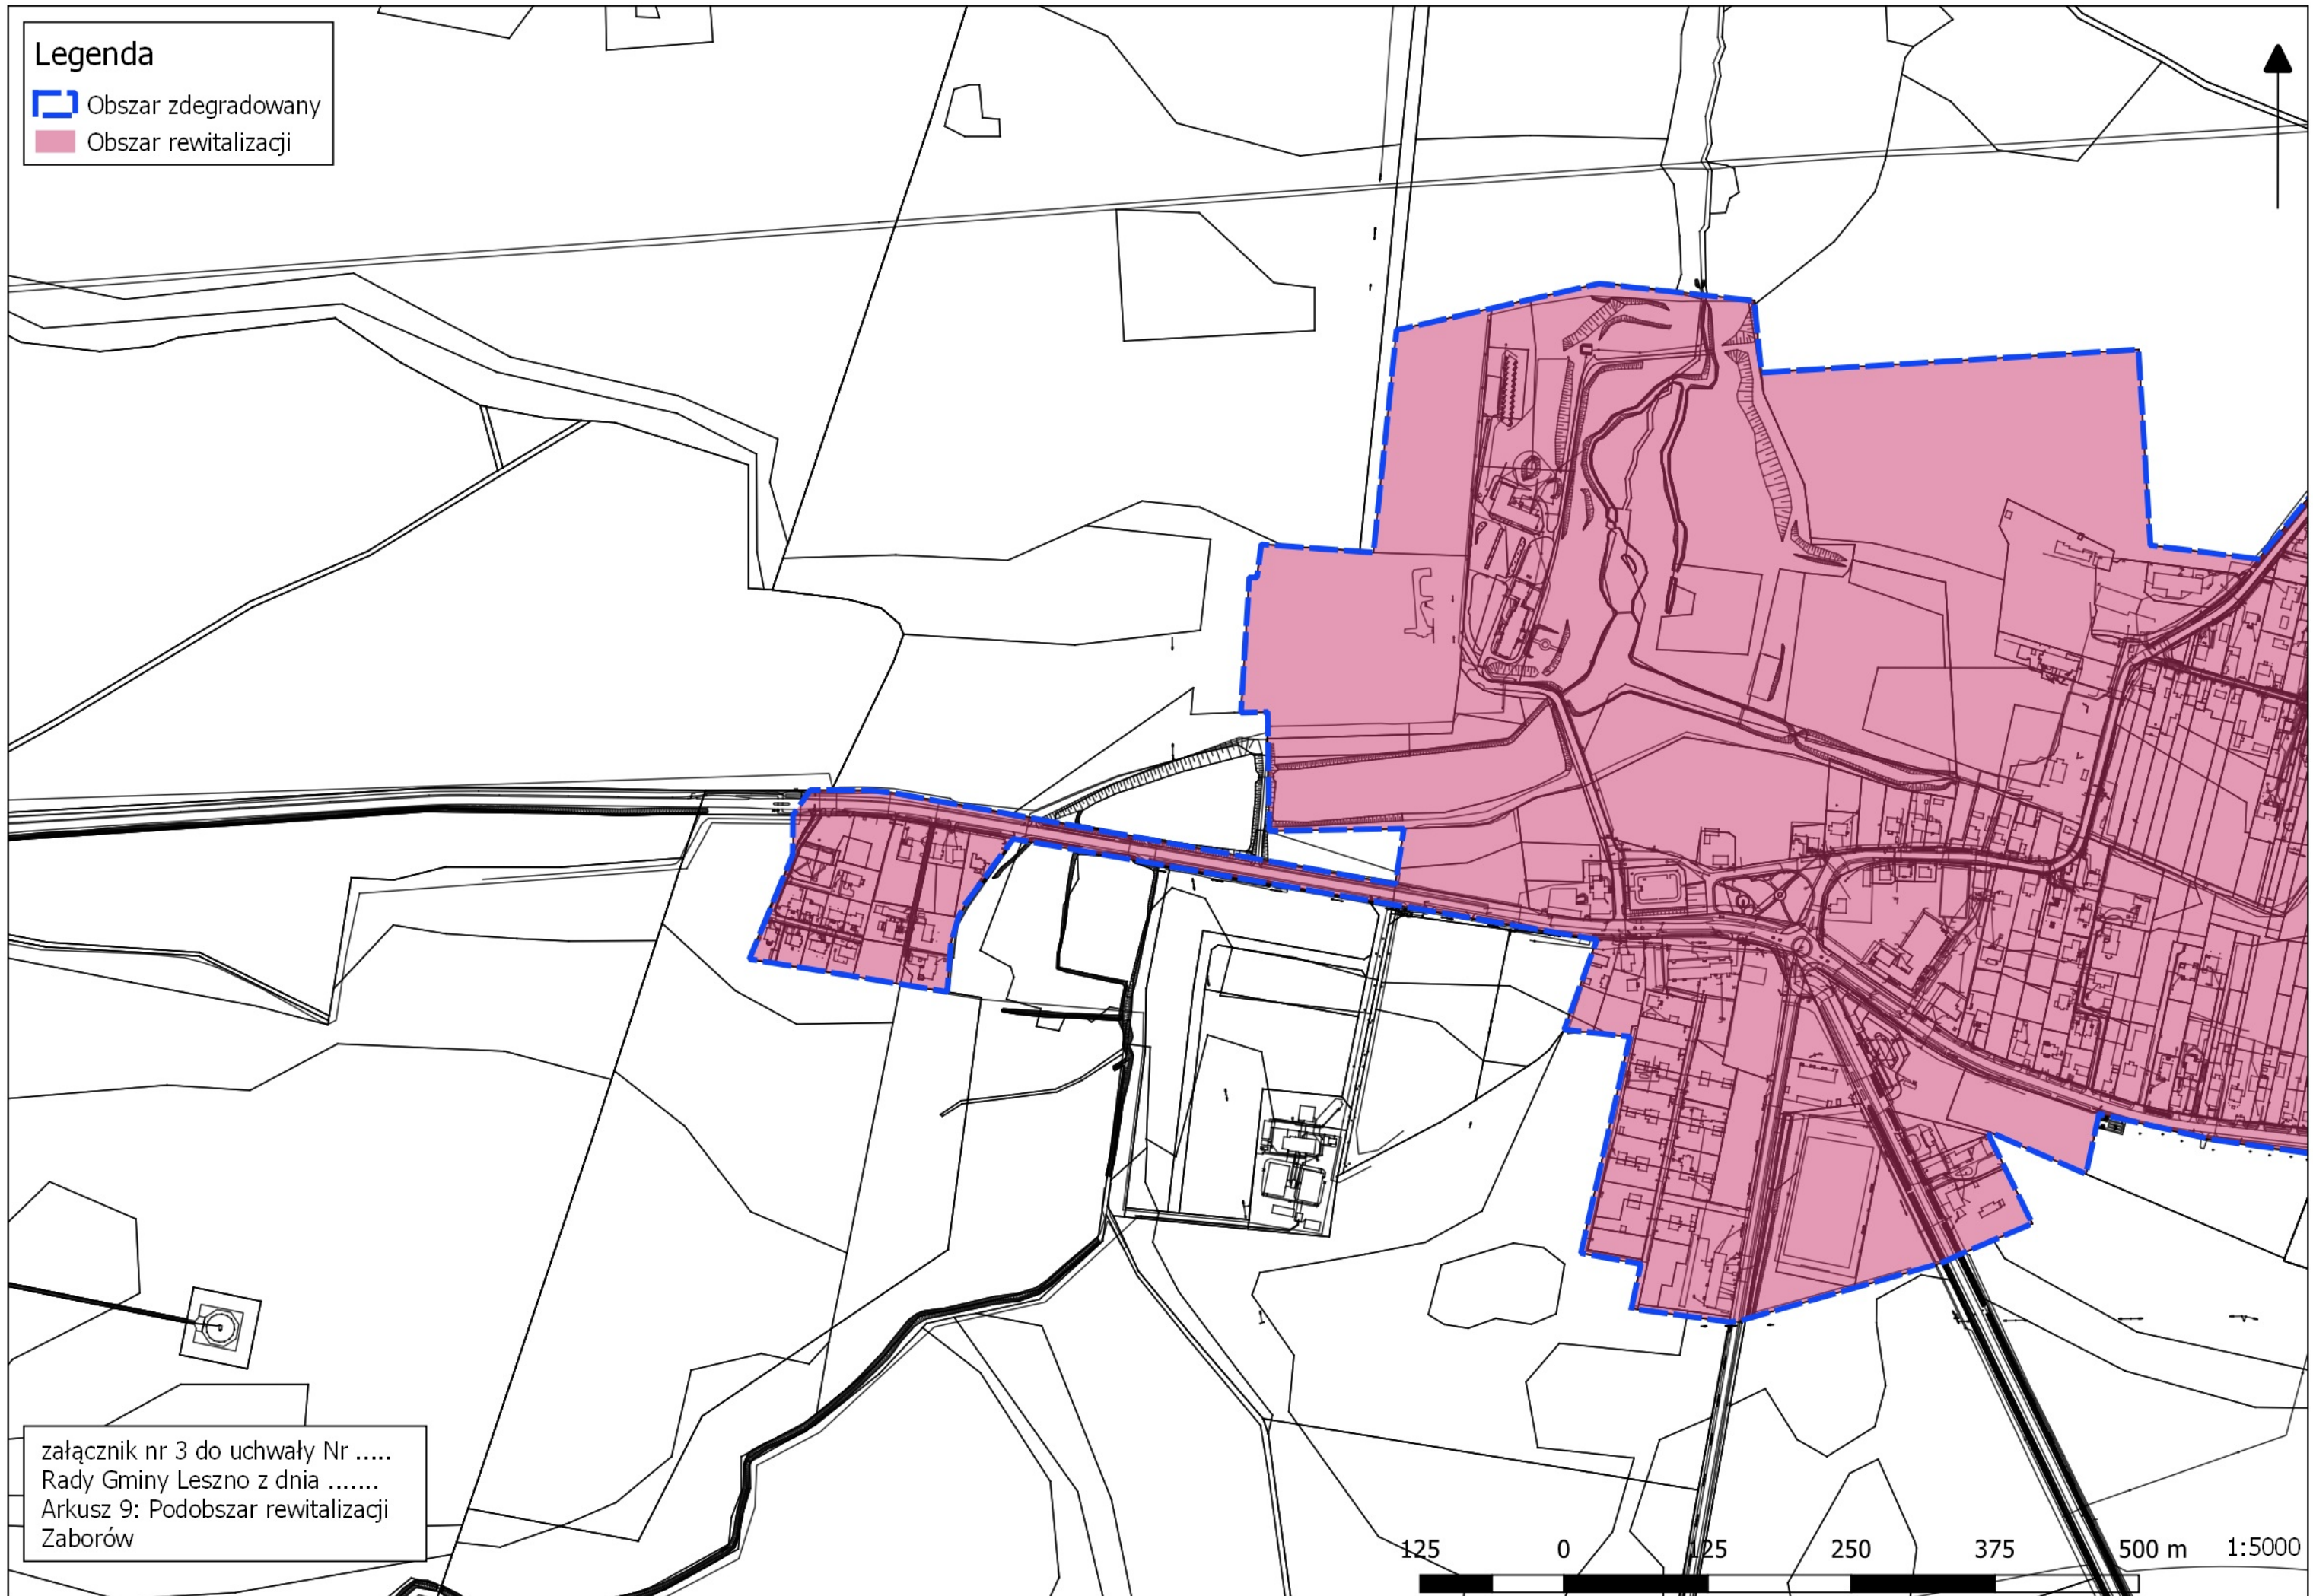 Legenda
Obszar zdegradowany
Obszar rewitalizacji
załącznik nr 3 do uchwały Nr .....
Rady Gminy Leszno z dnia .......
Arkusz 9: Podobszar rewitalizacji
Zaborów
125 0 125 250 375 500 m 1:5000